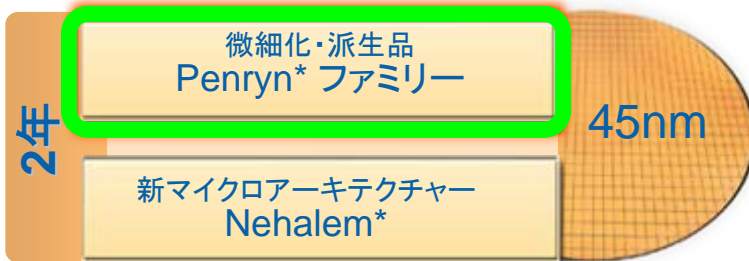 2年
微細化・派生品
Penryn* ファミリー
新マイクロアーキテクチャー
Nehalem*
45nm